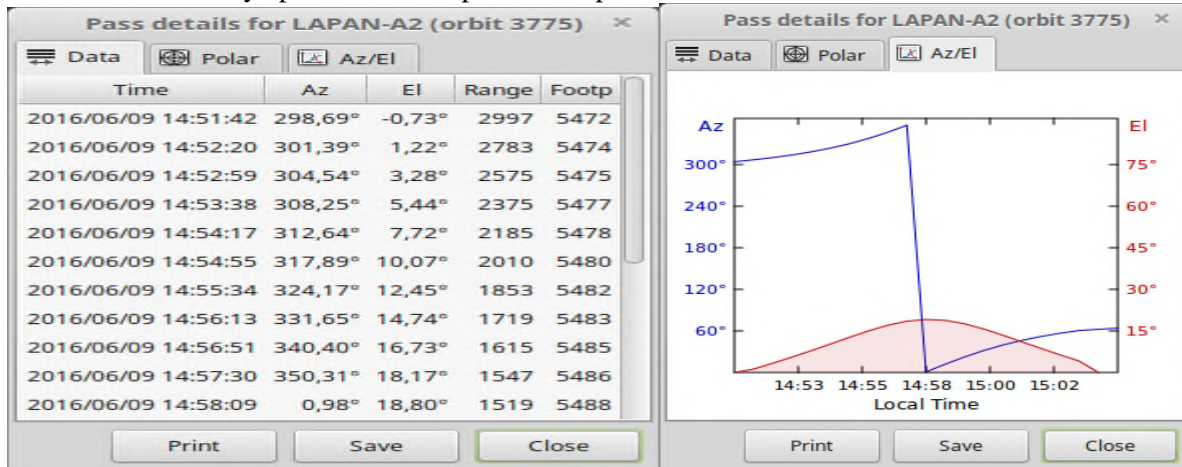 Pass details for LAPAN-A2 (orbit 3775)
Data Polar Az/El
Time Az El Range Footp
2016/06/09 14:51:42 298,69° -0,73° 2997 5472
2016/06/09 14:52:20 301,39° 1,22° 2783 5474
2016/06/09 14:52:59 304,54° 3,28° 2575 5475
2016/06/09 14:53:38 308,25° 5,44° 2375 5477
2016/06/09 14:54:17 312,64° 7,72° 2185 5478
2016/06/09 14:54:55 317,89° 10,07° 2010 5480
2016/06/09 14:55:34 324,17° 12,45° 1853 5482
2016/06/09 14:56:13 331,65° 14,74° 1719 5483
2016/06/09 14:56:51 340,40° 16,73° 1615 5485
2016/06/09 14:57:30 350,31° 18,17° 1547 5486
2016/06/09 14:58:09 0,98° 18,80° 1519 5488
Print Save Close
Pass details for LAPAN-A2 (orbit 3775)
Data Polar Az/El
Az El
300° 75°
240° 60°
180° 45°
120° 30°
60° 15°
14:53 14:55 14:58 15:00 15:02
Local Time
Print Save Close